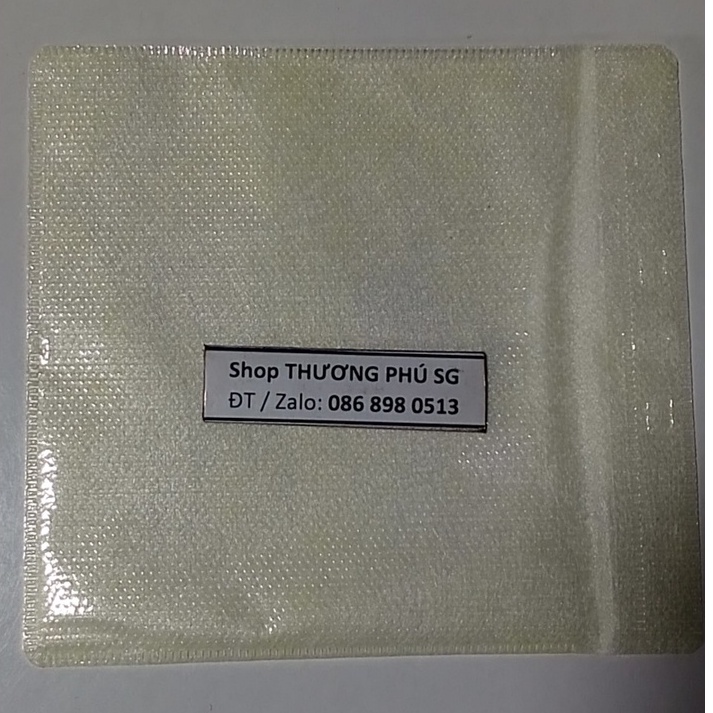 Shop THƯƠNG PHÚ SG
ĐT / Zalo: 086 898 0513